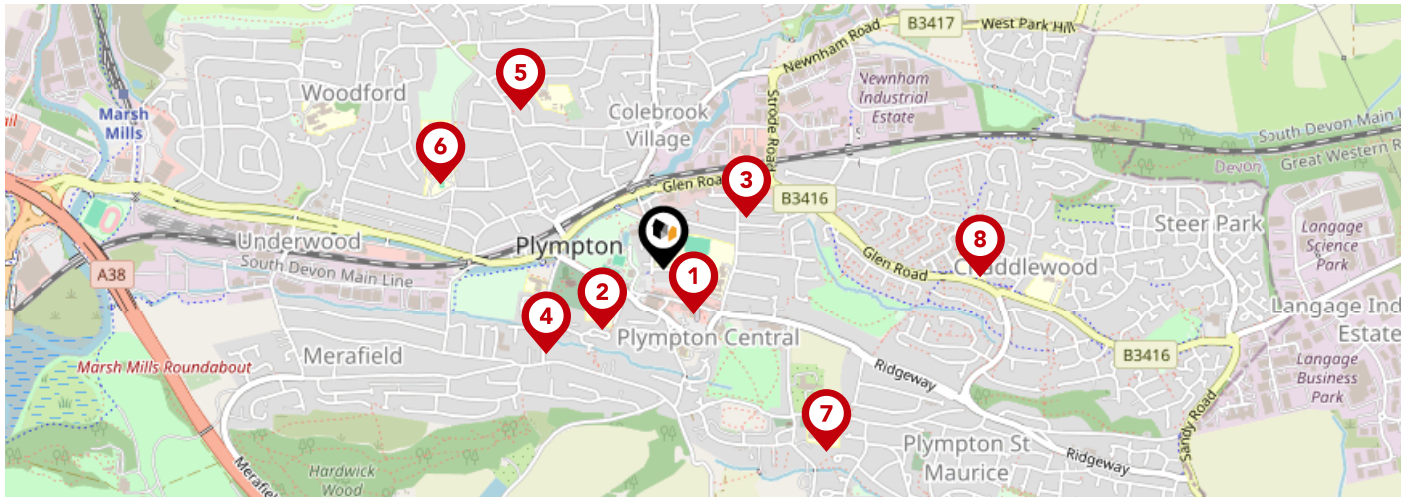 B3417
West Park Hill
Newnham Road
5
Woodford
Newnham
Industrial
Estate
Marsh
Mills
Colebrook
Village
Strode Road
South Devon Main
Great Western R
Devon
6
Glen Roa
3
B3416
Steer Park
Underwood
Plympton
South Devon Main Line
8
Glen Road
Chaddlewood
Langage
Science
Park
A38
1
2
4
Plympton Central
Langage Ind
Estate
B3416
Merafield
Marsh Mills Roundabout
Ridgeway
Langage
Business
Park
7
Sandy Road
Plympton St
Maurice
Ridgeway
Hardwick
Wood
Merafie